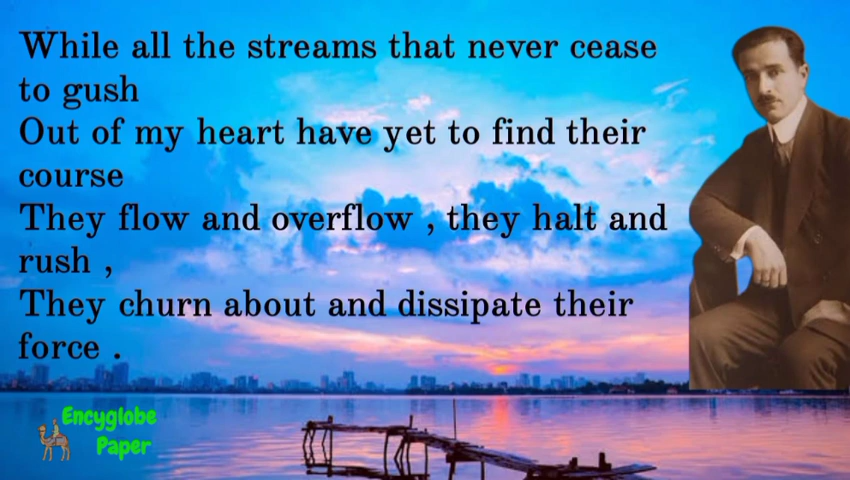 While all the streams that never cease
to gush
Out of my heart have yet to find their
course
They flow and overflow , they halt and
rush ,
They churn about and dissipate their
force .
Encyglobe
Paper